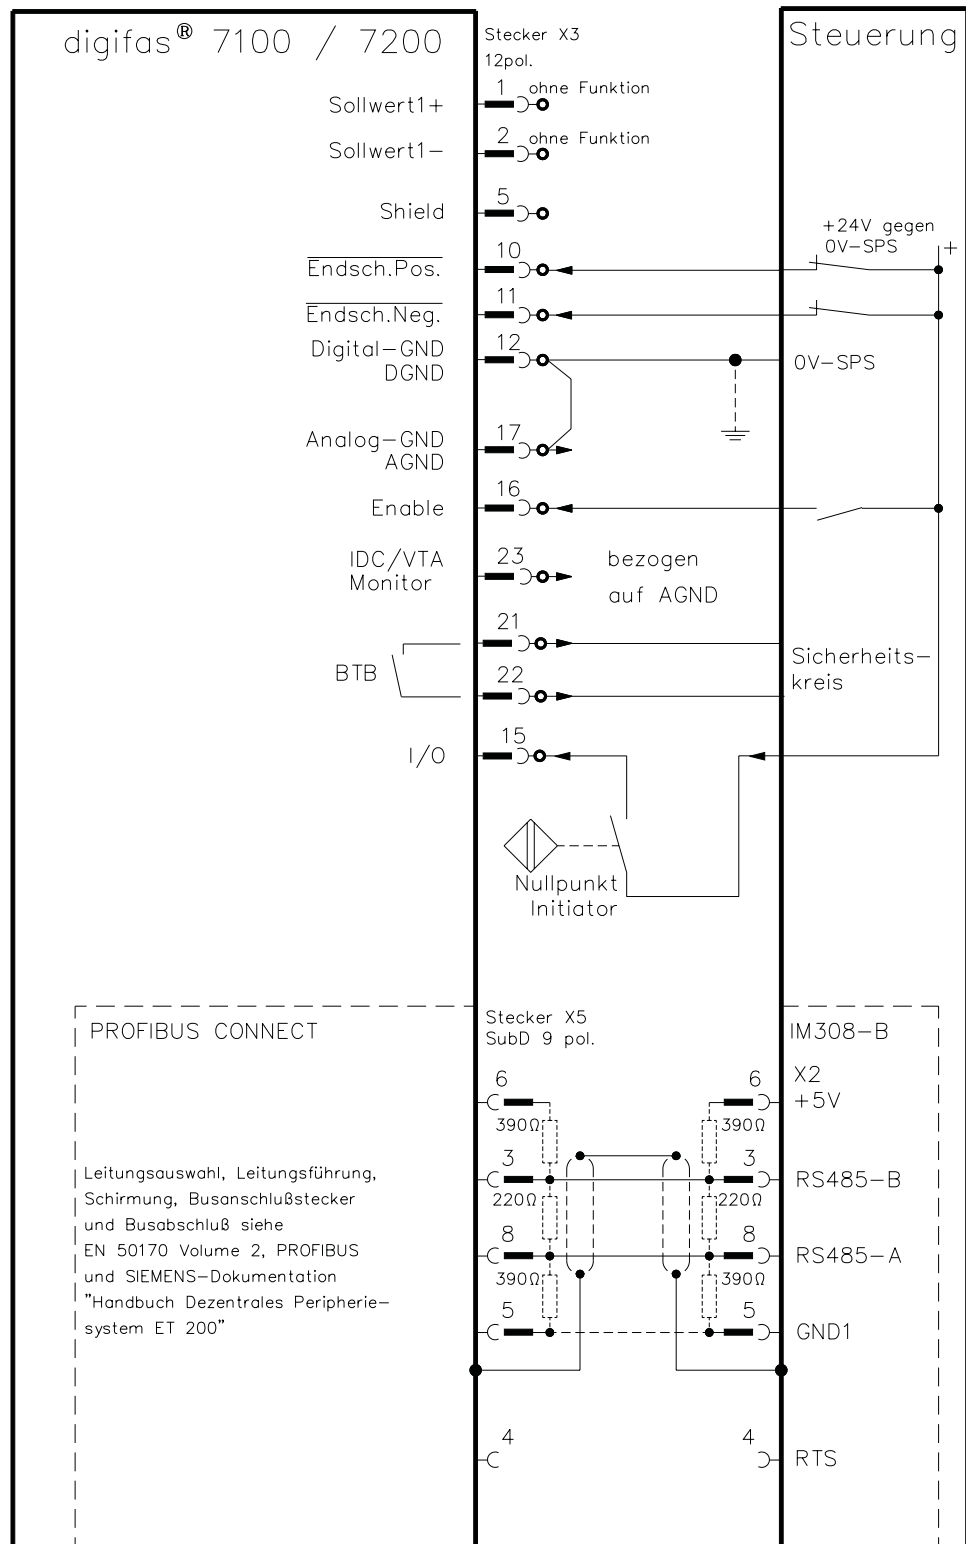 digifas® 7100 / 7200
Stecker X3
12pol.
Steuerung
Sollwert1+
1
ohne Funktion
Sollwert1-
2
ohne Funktion
Shield
5
+24V gegen
0V-SPS
+
Endsch.Pos.
10
Endsch.Neg.
11
Digital-GND
DGND
12
0V-SPS
Analog-GND
AGND
17
Enable
16
IDC/VTA
Monitor
23
bezogen
auf AGND
BTB
21
22
Sicherheits-
kreis
I/O
15
Nullpunkt
Initiator
PROFIBUS CONNECT
Stecker X5
SubD 9 pol.
IM308-B
X2
6
6
+5V
390Ω
390Ω
3
3
RS485-B
220Ω
220Ω
8
8
RS485-A
390Ω
390Ω
5
5
GND1
4
4
RTS
Leitungsauswahl, Leitungsführung,
Schirmung, Busanschlußstecker
und Busabschluß siehe
EN 50170 Volume 2, PROFIBUS
und SIEMENS-Dokumentation
"Handbuch Dezentrales Peripherie-
system ET 200"